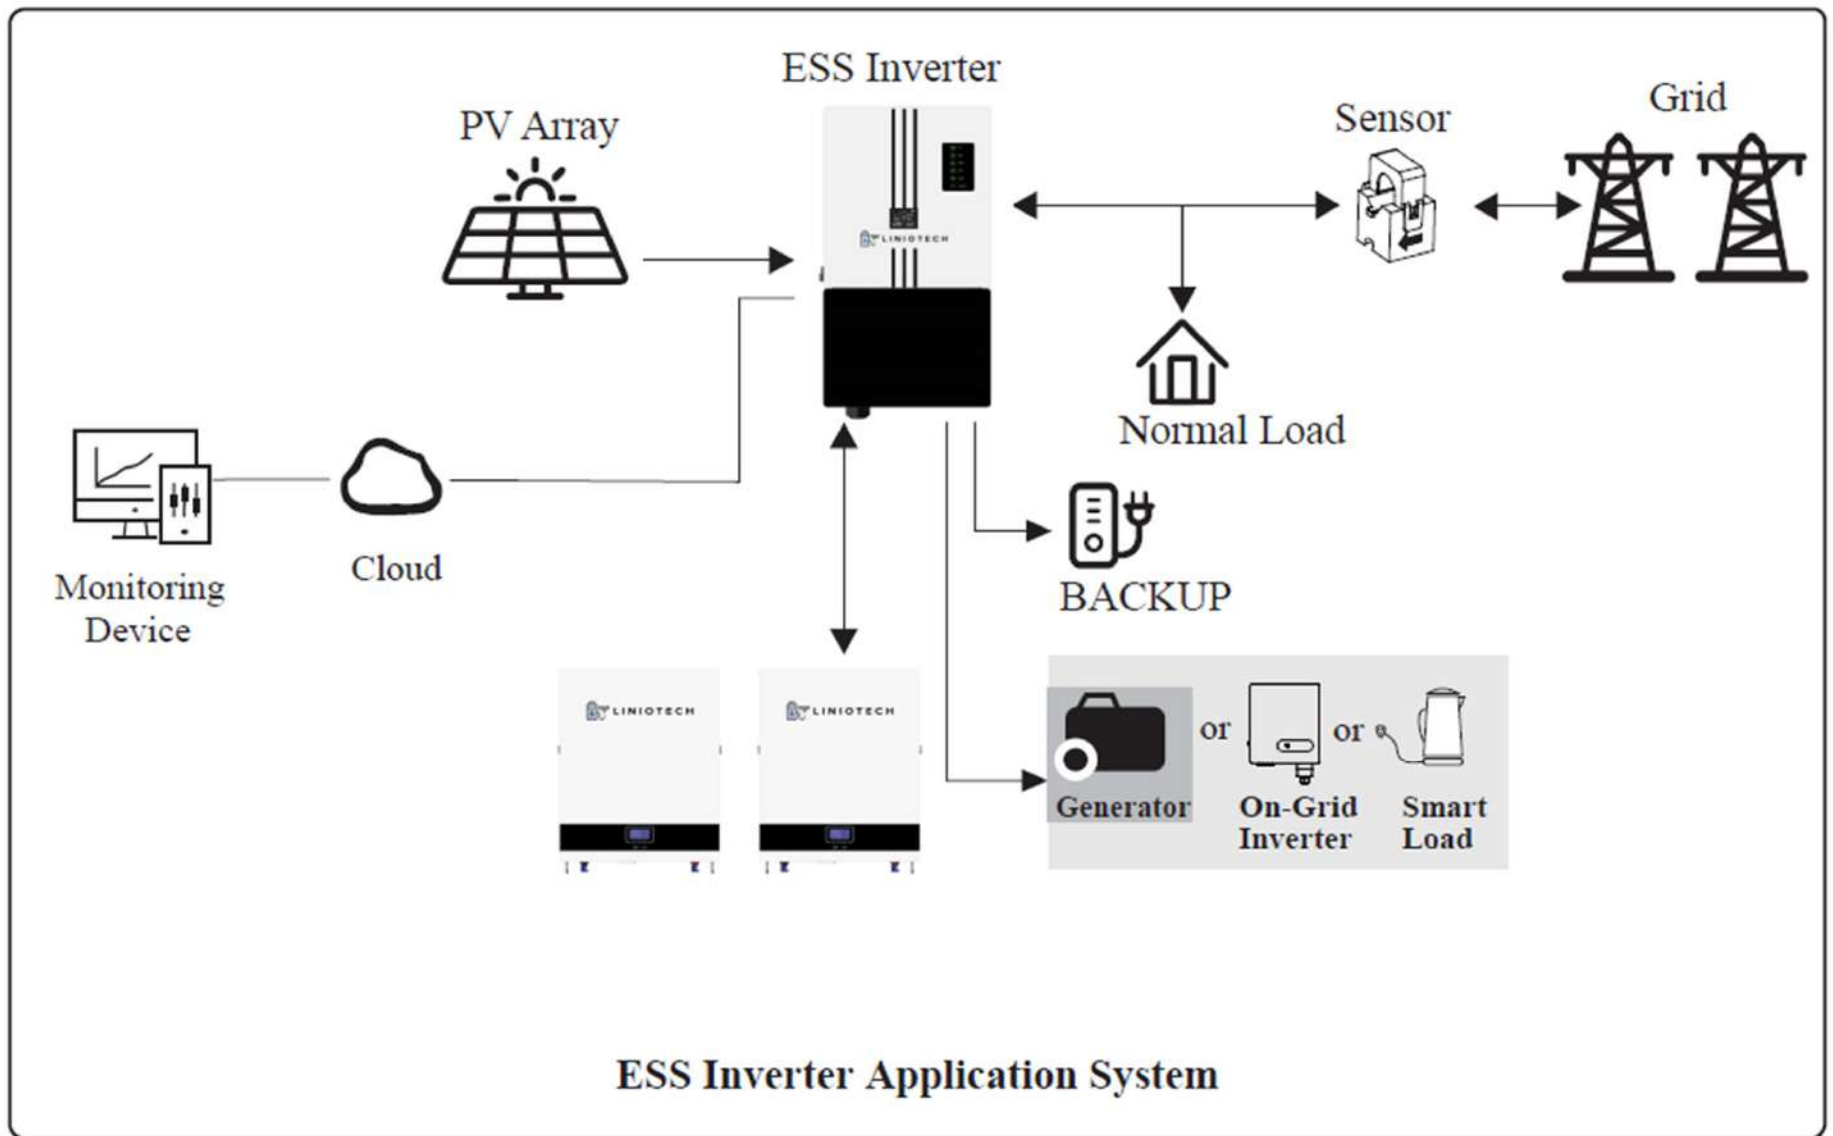 ESS Inverter
PV Array
Sensor
Grid
LINIOTECH
Normal Load
Monitoring
Device
Cloud
BACKUP
LINIOTECH
LINIOTECH
or
or
Generator
On-Grid
Inverter
Smart
Load
ESS Inverter Application System